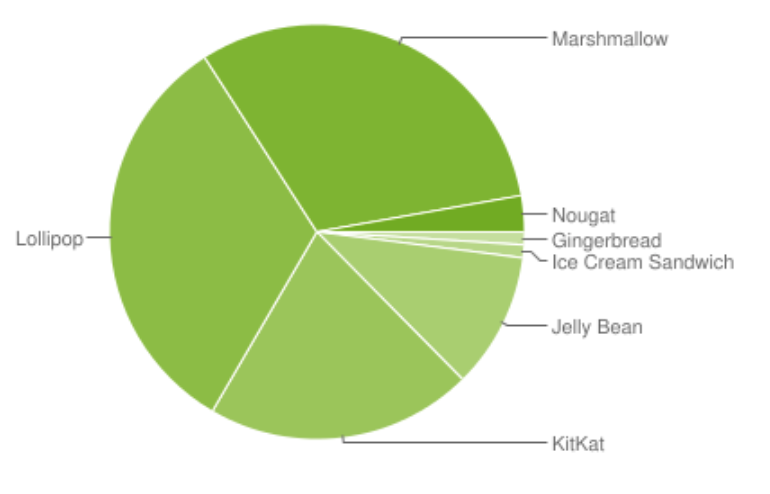 Marshmallow
Nougat
Lollipop
Gingerbread
Ice Cream Sandwich
Jelly Bean
KitKat